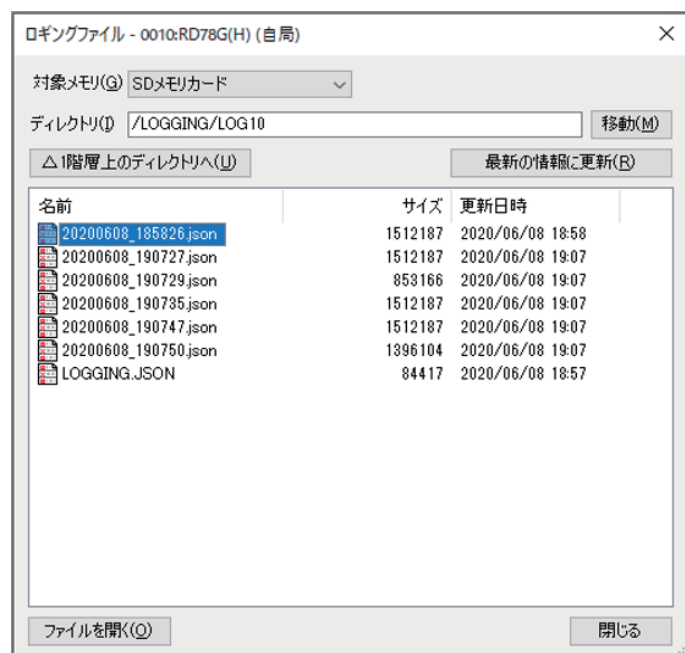 ロギングファイル - 0010:RD78G(H) (自局)
対象メモリ(G) SDメモリカード
ディレクトリ(I) /LOGGING/LOG10 移動(M)
△1階層上のディレクトリへ(U) 最新の情報に更新(R)
名前 サイズ 更新日時
20200608_185826.json 1512187 2020/06/08 18:58
20200608_190727.json 1512187 2020/06/08 19:07
20200608_190729.json 853166 2020/06/08 19:07
20200608_190735.json 1512187 2020/06/08 19:07
20200608_190747.json 1512187 2020/06/08 19:07
20200608_190750.json 1396104 2020/06/08 19:07
LOGGING.JSON 84417 2020/06/08 18:57
ファイルを開く(O) 閉じる